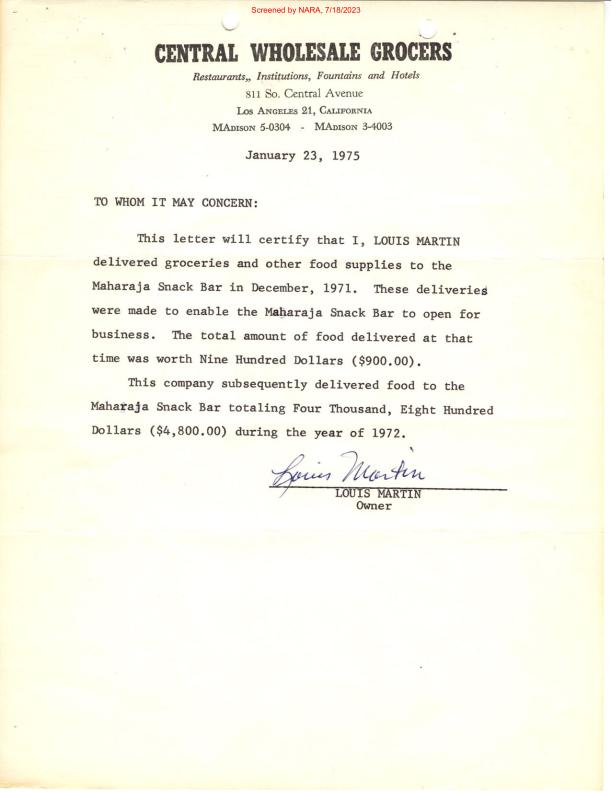 Screened by NARA, 7/18/2023
CENTRAL WHOLESALE GROCERS
Restaurants,, Institutions, Fountains and Hotels
811 So. Central Avenue
Los Angeles 21, California
MAdison 5-0304 - MAdison 3-4003
January 23, 1975
TO WHOM IT MAY CONCERN:
This letter will certify that I, LOUIS MARTIN
delivered groceries and other food supplies to the
Maharaja Snack Bar in December, 1971. These deliveries
were made to enable the Maharaja Snack Bar to open for
business. The total amount of food delivered at that
time was worth Nine Hundred Dollars ($900.00).
This company subsequently delivered food to the
Maharaja Snack Bar totaling Four Thousand, Eight Hundred
Dollars ($4,800.00) during the year of 1972.
Louis Martin
LOUIS MARTIN
Owner